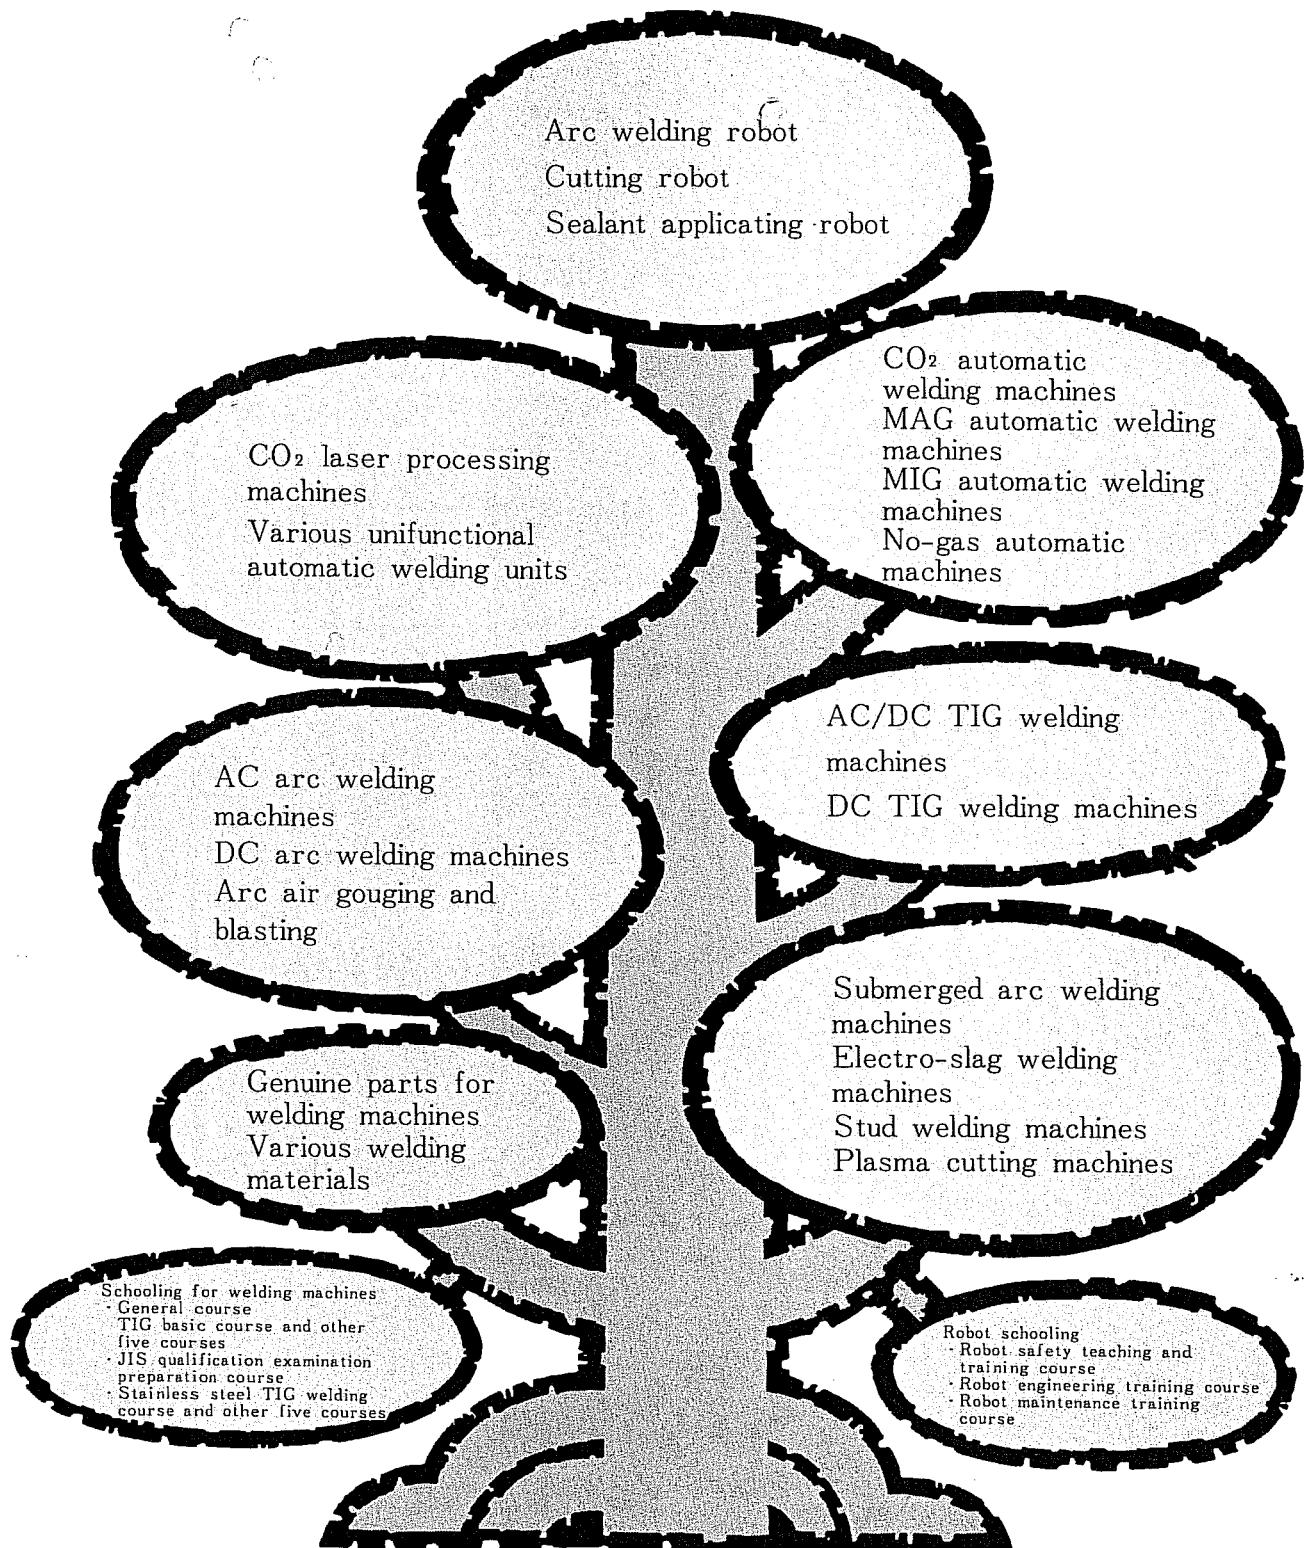 Arc welding robot
Cutting robot
Sealant applicating robot
CO₂ laser processing
machines
Various unifunctional
automatic welding units
CO₂ automatic
welding machines
MAG automatic welding
machines
MIG automatic welding
machines
No-gas automatic
machines
AC/DC TIG welding
machines
DC TIG welding machines
AC arc welding
machines
DC arc welding machines
Arc air gouging and
blasting
Submerged arc welding
machines
Electro-slag welding
machines
Stud welding machines
Plasma cutting machines
Genuine parts for
welding machines
Various welding
materials
Schooling for welding machines
· General course
TIG basic course and other
five courses
· JIS qualification examination
preparation course
· Stainless steel TIG welding
course and other five courses
Robot schooling
· Robot safety teaching and
training course
· Robot engineering training course
· Robot maintenance training
course